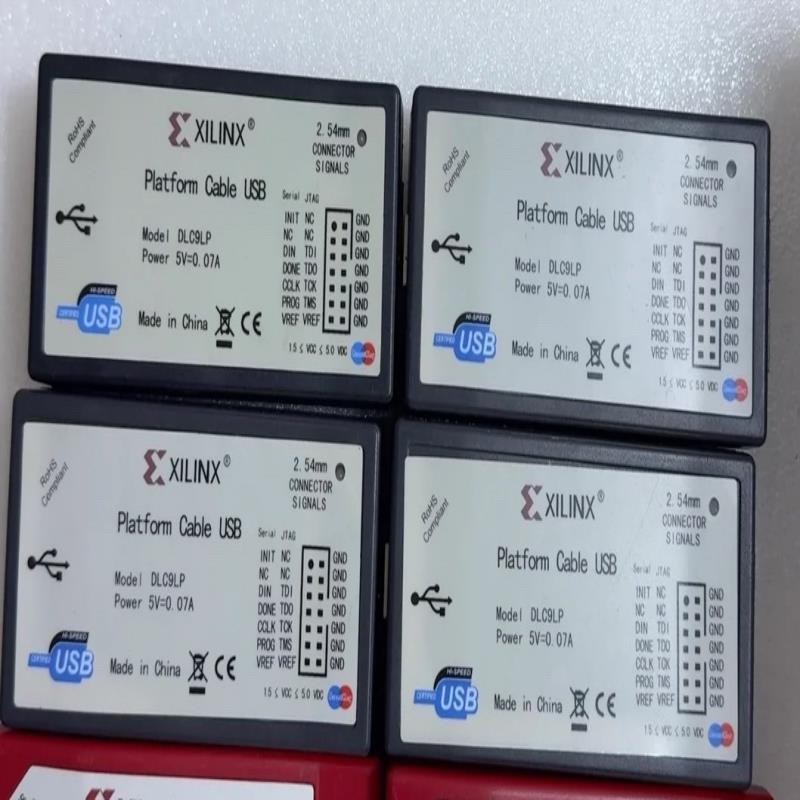 RoHS
Compliant
XILINX®
2.54mm
CONNECTOR
SIGNALS
Platform Cable USB
Serial JTAG
INIT NC GND
NC NC GND
DIN TDI GND
DONE TDO GND
CCLK TCK GND
PROG TMS GND
VREF VREF GND
Model DLC9LP
Power 5V=0.07A
HI-SPEED
CERTIFIED USB
Made in China CE
1.5 ≤ VCC ≤ 5.0 VDC
RoHS
Compliant
XILINX®
2.54mm
CONNECTOR
SIGNALS
Platform Cable USB
Serial JTAG
INIT NC GND
NC NC GND
DIN TDI GND
DONE TDO GND
CCLK TCK GND
PROG TMS GND
VREF VREF GND
Model DLC9LP
Power 5V=0.07A
HI-SPEED
CERTIFIED USB
Made in China CE
1.5 ≤ VCC ≤ 5.0 VDC
RoHS
Compliant
XILINX®
2.54mm
CONNECTOR
SIGNALS
Platform Cable USB
Serial JTAG
INIT NC GND
NC NC GND
DIN TDI GND
DONE TDO GND
CCLK TCK GND
PROG TMS GND
VREF VREF GND
Model DLC9LP
Power 5V=0.07A
HI-SPEED
CERTIFIED USB
Made in China CE
1.5 ≤ VCC ≤ 5.0 VDC
RoHS
Compliant
XILINX®
2.54mm
CONNECTOR
SIGNALS
Platform Cable USB
Serial JTAG
INIT NC GND
NC NC GND
DIN TDI GND
DONE TDO GND
CCLK TCK GND
PROG TMS GND
VREF VREF GND
Model DLC9LP
Power 5V=0.07A
HI-SPEED
CERTIFIED USB
Made in China CE
1.5 ≤ VCC ≤ 5.0 VDC